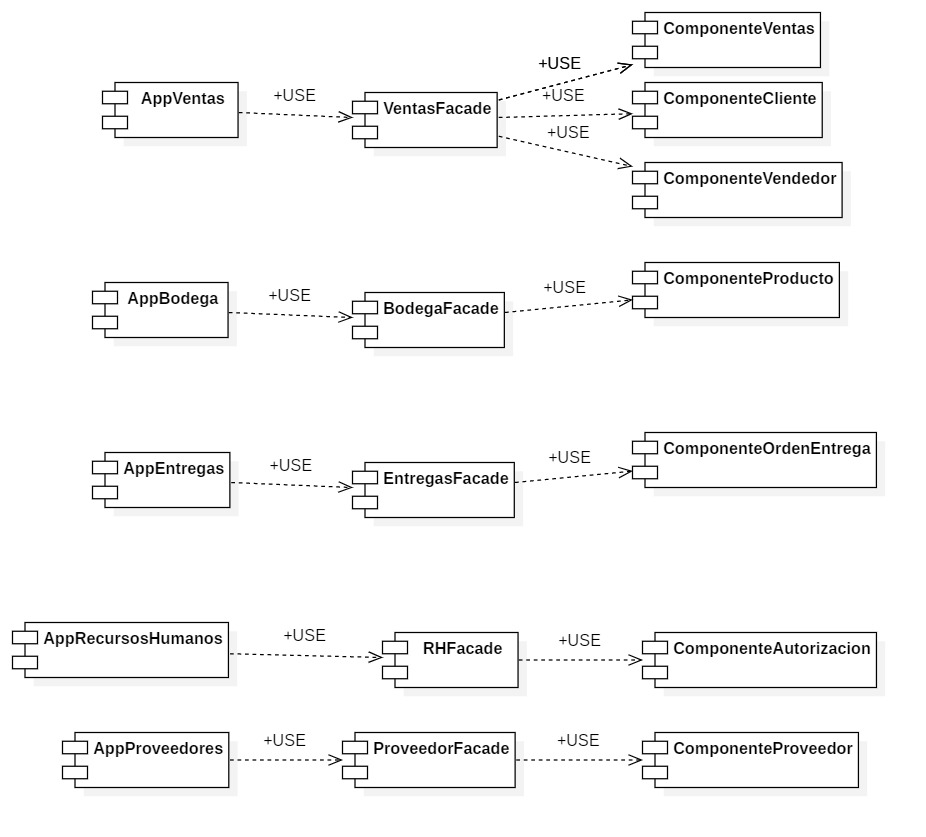 ComponenteVentas
+USE
AppVentas
+USE
VentasFacade
+USE
ComponenteCliente
+USE
ComponenteVendedor
AppBodega
+USE
BodegaFacade
+USE
ComponenteProducto
AppEntregas
+USE
EntregasFacade
+USE
ComponenteOrdenEntrega
AppRecursosHumanos
+USE
RHFacade
+USE
ComponenteAutorizacion
AppProveedores
+USE
ProveedorFacade
+USE
ComponenteProveedor